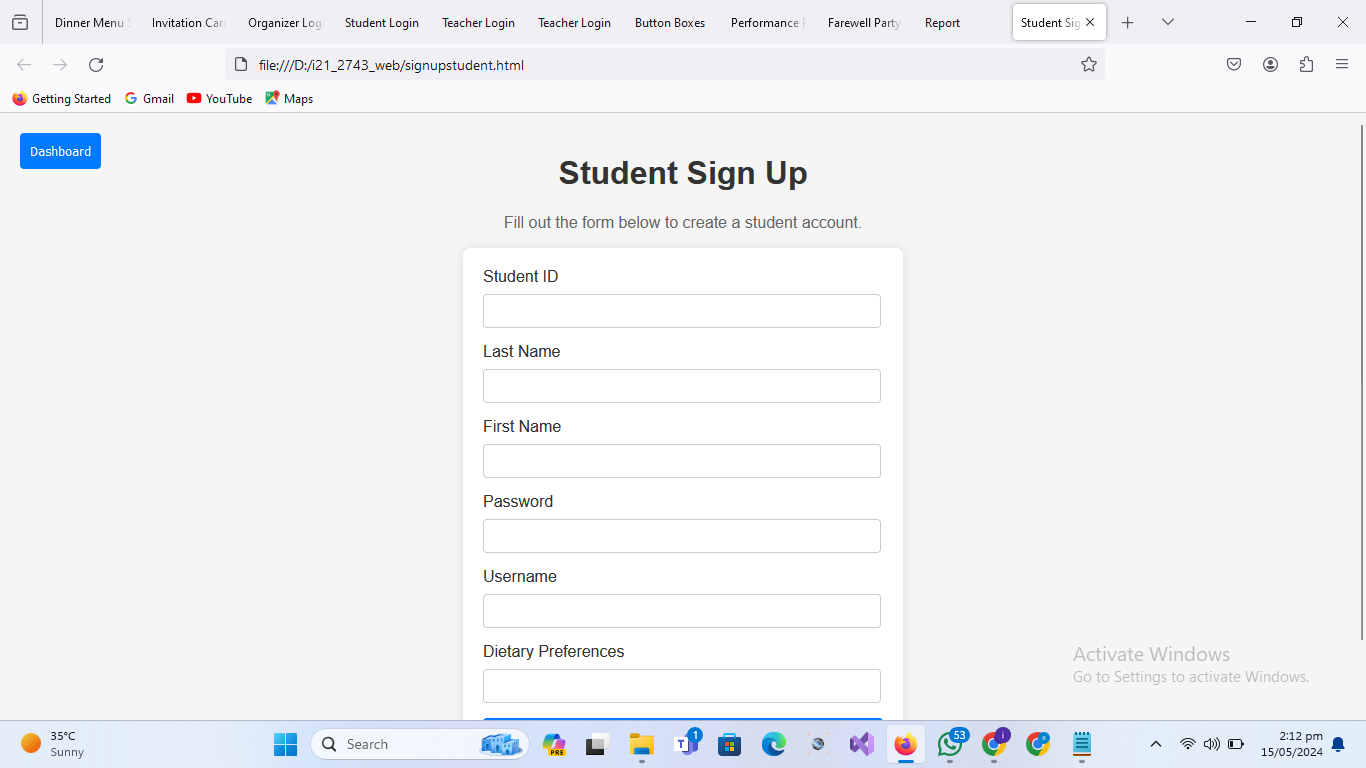 Dinner Menu Invitation Card Organizer Log Student Login Teacher Login Teacher Login Button Boxes Performance Farewell Party Report Student Sig
file:///D:/i21_2743_web/signupstudent.html
Getting Started Gmail YouTube Maps
Dashboard
Student Sign Up
Fill out the form below to create a student account.
Student ID
Last Name
First Name
Password
Username
Dietary Preferences
Activate Windows
Go to Settings to activate Windows.
35°C
Sunny
Search
PRE
1
53
i
2:12 pm
15/05/2024